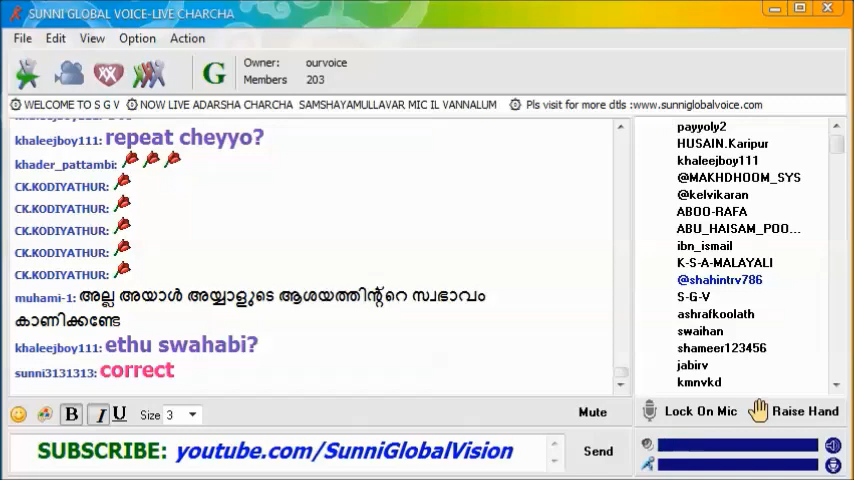 SUNNI GLOBAL VOICE-LIVE CHARCHA
File Edit View Option Action
G
Owner: ourvoice
Members 203
WELCOME TO S G V NOW LIVE ADARSHA CHARCHA SAMSHAYAMULLAVAR MIC IL VANNALUM Pls visit for more dtls :www.sunniglobalvoice.com
khaleejboy111: repeat cheyyo?
khader_pattambi:
CK.KODIYATHUR:
CK.KODIYATHUR:
CK.KODIYATHUR:
CK.KODIYATHUR:
CK.KODIYATHUR:
muhami-1: അല്ല അയാള്‍ അയ്യാളുടെ ആശയത്തിന്‍റെ സ്വഭാവം
കാണിക്കണ്ടേ
khaleejboy111: ethu swahabi?
sunni3131313: correct
payyoly2
HUSAIN.Karipur
khaleejboy111
@MAKHDHOOM_SYS
@kelvikaran
ABOO-RAFA
ABU_HAISAM_POO...
ibn_ismail
K-S-A-MALAYALI
@shahintrv786
S-G-V
ashrafkoolath
swaihan
shameer123456
jabirv
kmnvkd
B I U Size 3 Mute
Lock On Mic Raise Hand
SUBSCRIBE: youtube.com/SunniGlobalVision Send